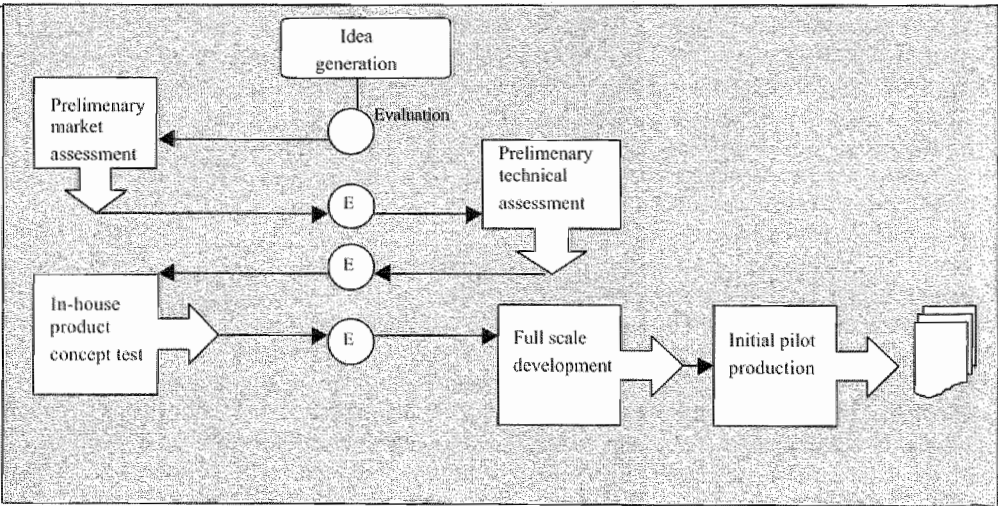 Idea
generation
Evaluation
Prelimenary
market
assessment
Prelimenary
technical
assessment
E
E
In-house
product
concept test
E
Full scale
development
Initial pilot
production